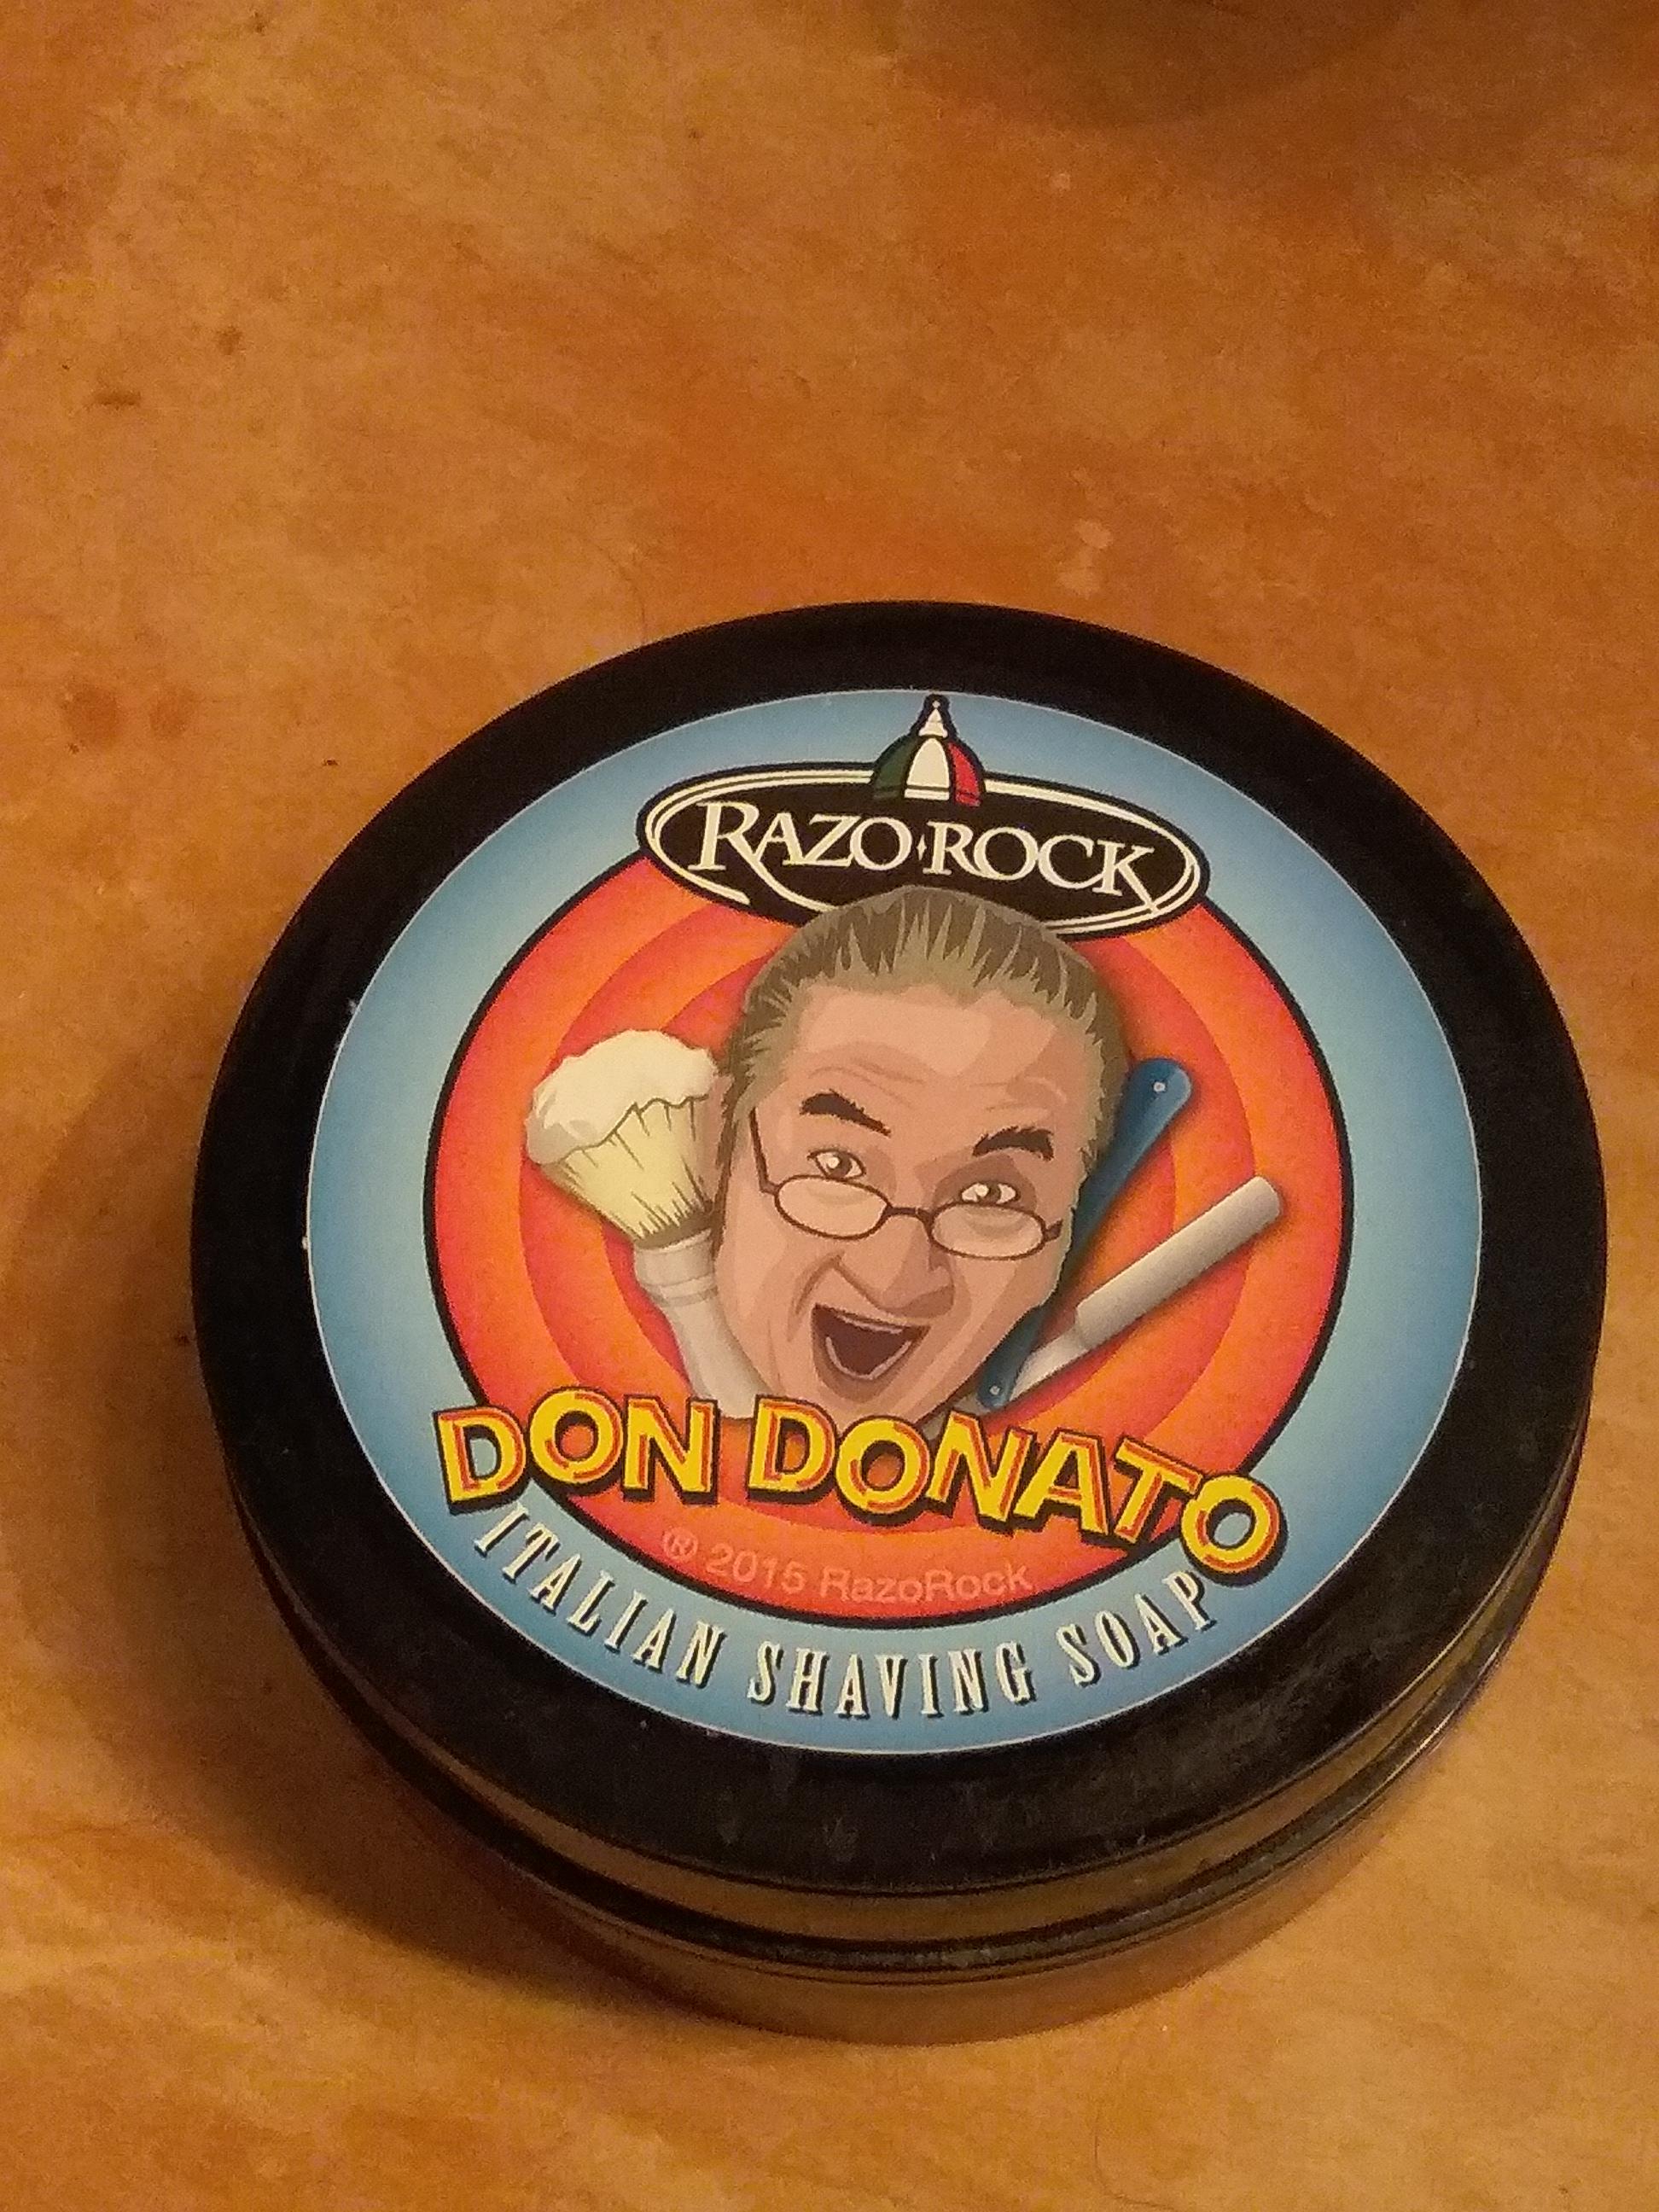 RAZO♦ROCK
DON DONATO
® 2015 RazoRock
ITALIAN SHAVING SOAP